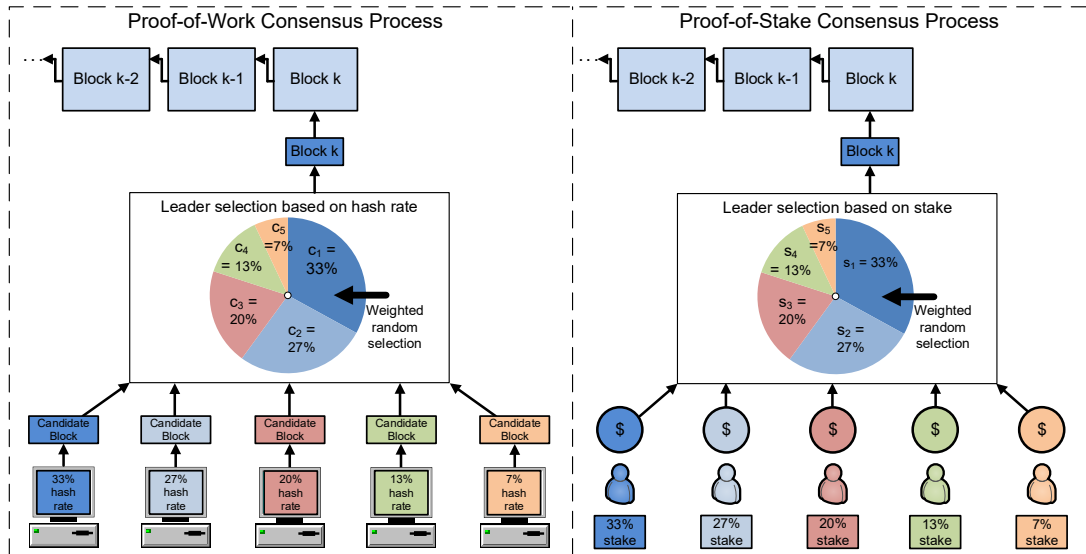 Proof-of-Work Consensus Process
...
Block k-2
Block k-1
Block k
Block k
Leader selection based on hash rate
c5
=7%
c4
= 13%
c1 =
33%
c3 =
20%
c2 =
27%
Weighted
random
selection
Candidate
Block
Candidate
Block
Candidate
Block
Candidate
Block
Candidate
Block
33%
hash
rate
27%
hash
rate
20%
hash
rate
13%
hash
rate
7%
hash
rate
Proof-of-Stake Consensus Process
...
Block k-2
Block k-1
Block k
Block k
Leader selection based on stake
s5
=7%
s4
= 13%
s1 = 33%
s3 =
20%
s2 =
27%
Weighted
random
selection
$
$
$
$
$
33%
stake
27%
stake
20%
stake
13%
stake
7%
stake